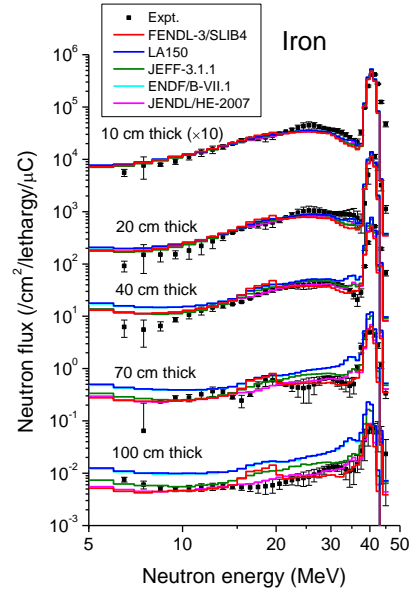 Iron
Expt.
FENDL-3/SLIB4
LA150
JEFF-3.1.1
ENDF/B-VII.1
JENDL/HE-2007
10 cm thick (×10)
20 cm thick
40 cm thick
70 cm thick
100 cm thick
Neutron flux (/cm²/lethargy/μC)
10⁶
10⁵
10⁴
10³
10²
10¹
10⁰
10⁻¹
10⁻²
10⁻³
5 10 20 30 40 50
Neutron energy (MeV)